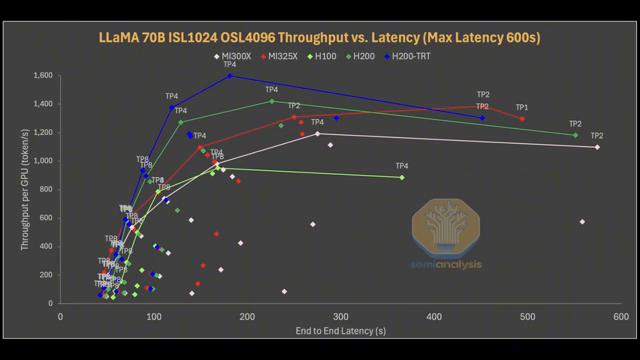 LLaMA 70B ISL1024 OSL4096 Throughput vs. Latency (Max Latency 600s)
MI300X MI325X H100 H200 H200-TRT
Throughput per GPU (token/s)
1,600
1,400
1,200
1,000
800
600
400
200
0
TP4
TP4
TP4
TP2
TP2
TP2
TP1
TP4
TP4
TP2
TP2
TP4
TP4
TP8
TP8
TP8
TP8
TP8
TP8
TP8
semianalysis
0 100 200 300 400 500 600
End to End Latency (s)